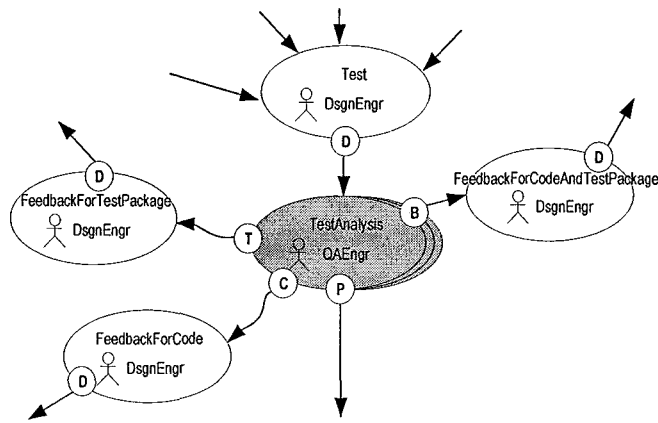 Test
DsgnEngr
D
D
FeedbackForTestPackage
DsgnEngr
D
FeedbackForCodeAndTestPackage
DsgnEngr
B
TestAnalysis
QAEngr
T
C
P
FeedbackForCode
DsgnEngr
D